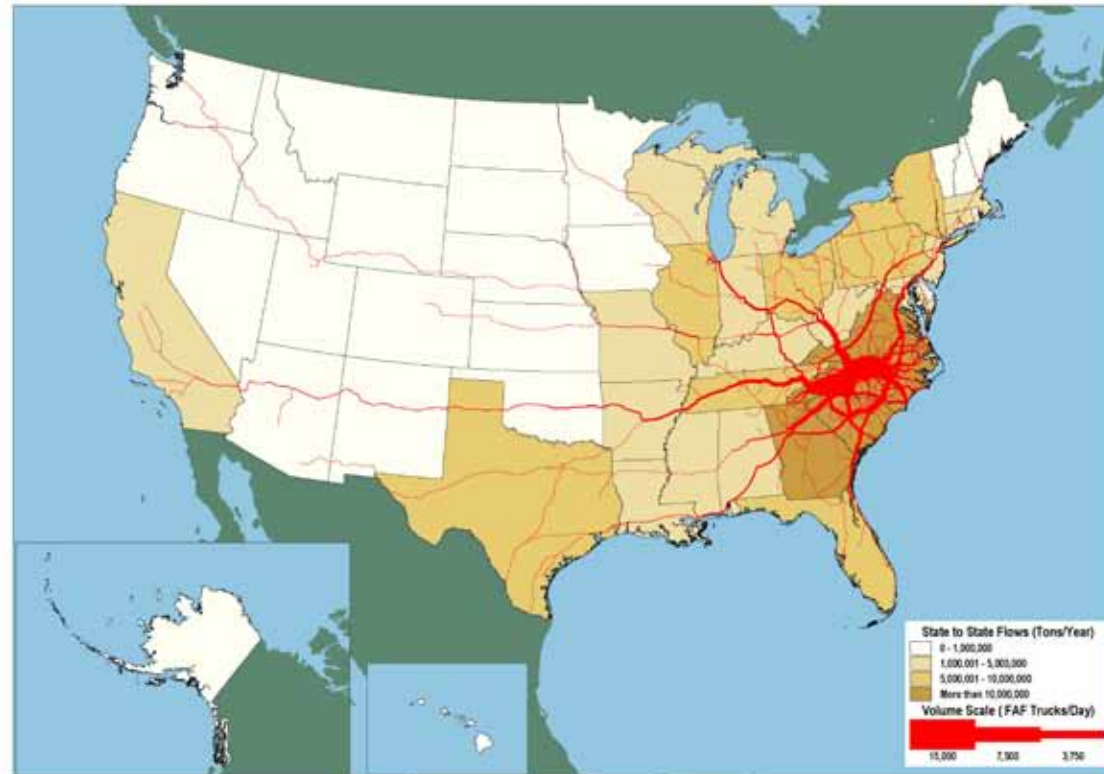 State to State Flows (Tons/Year)
0 - 1,000,000
1,000,001 - 5,000,000
5,000,001 - 10,000,000
More than 10,000,000
Volume Scale ( FAF Trucks/Day)
15,000 7,500 3,750